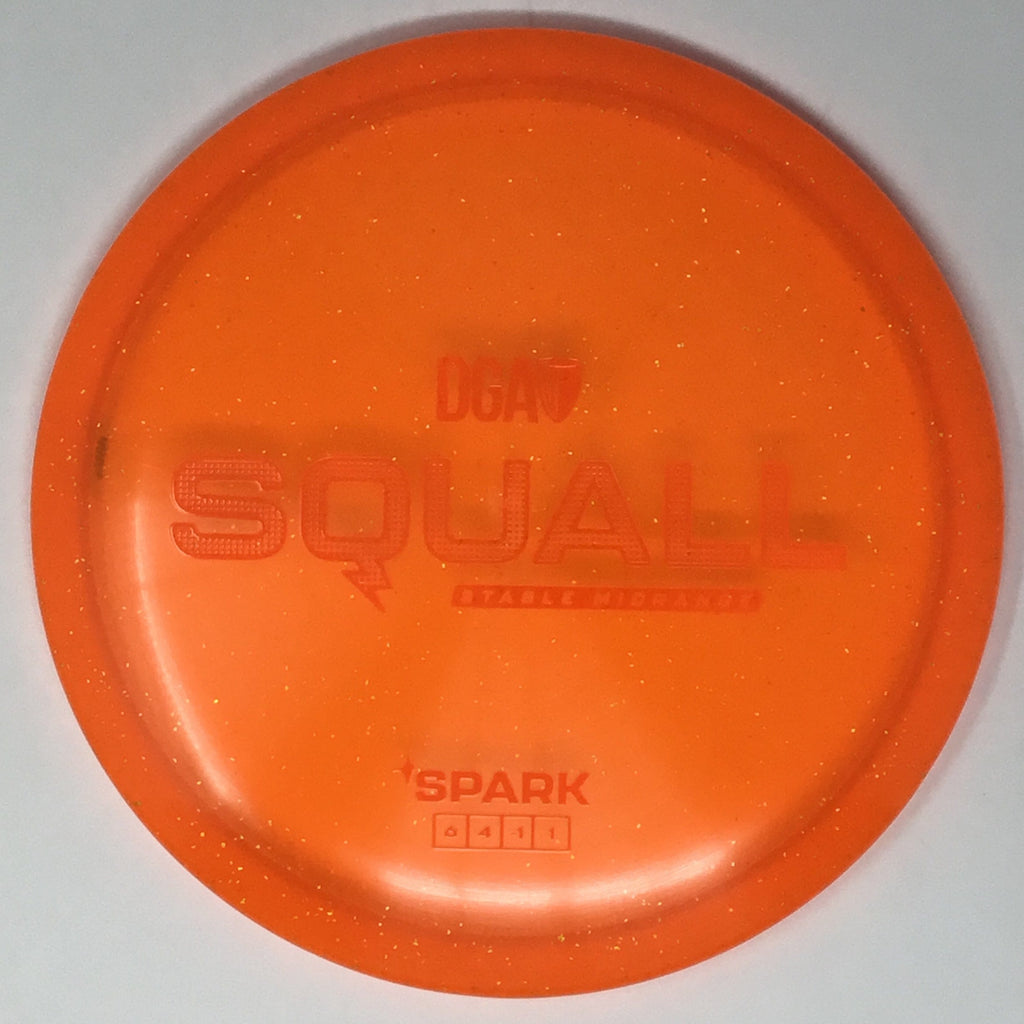 DGA
SQUALL
STABLE MIDRANGE
SPARK
6 4 -1 1